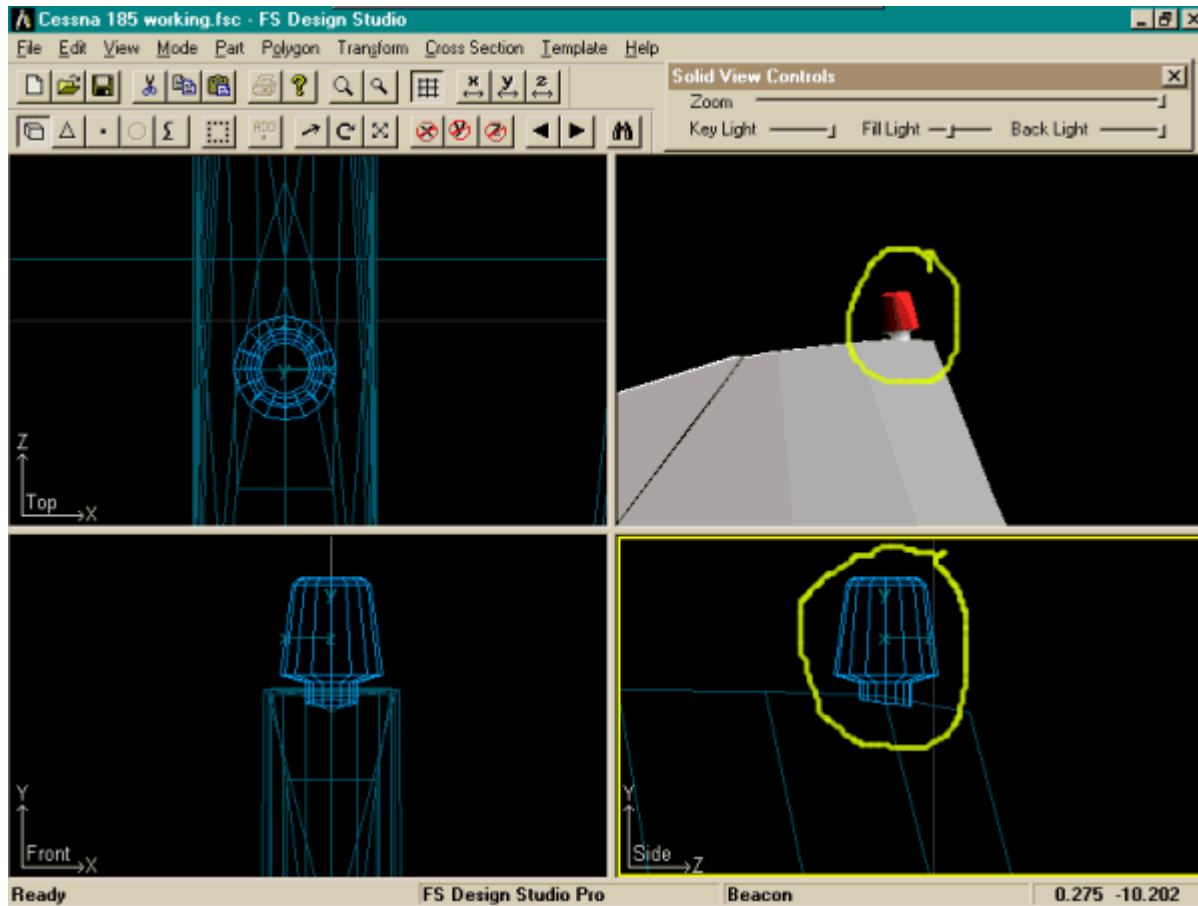 Cessna 185 working.fsc - FS Design Studio
File Edit View Mode Part Polygon Transform Cross Section Template Help
Solid View Controls
Zoom
Key Light Fill Light Back Light
x y z
ADD
x y z
y x
Z
Top X
y
x z
Y
Front X
y
x z
Y
Side Z
Ready FS Design Studio Pro Beacon 0.275 -10.202